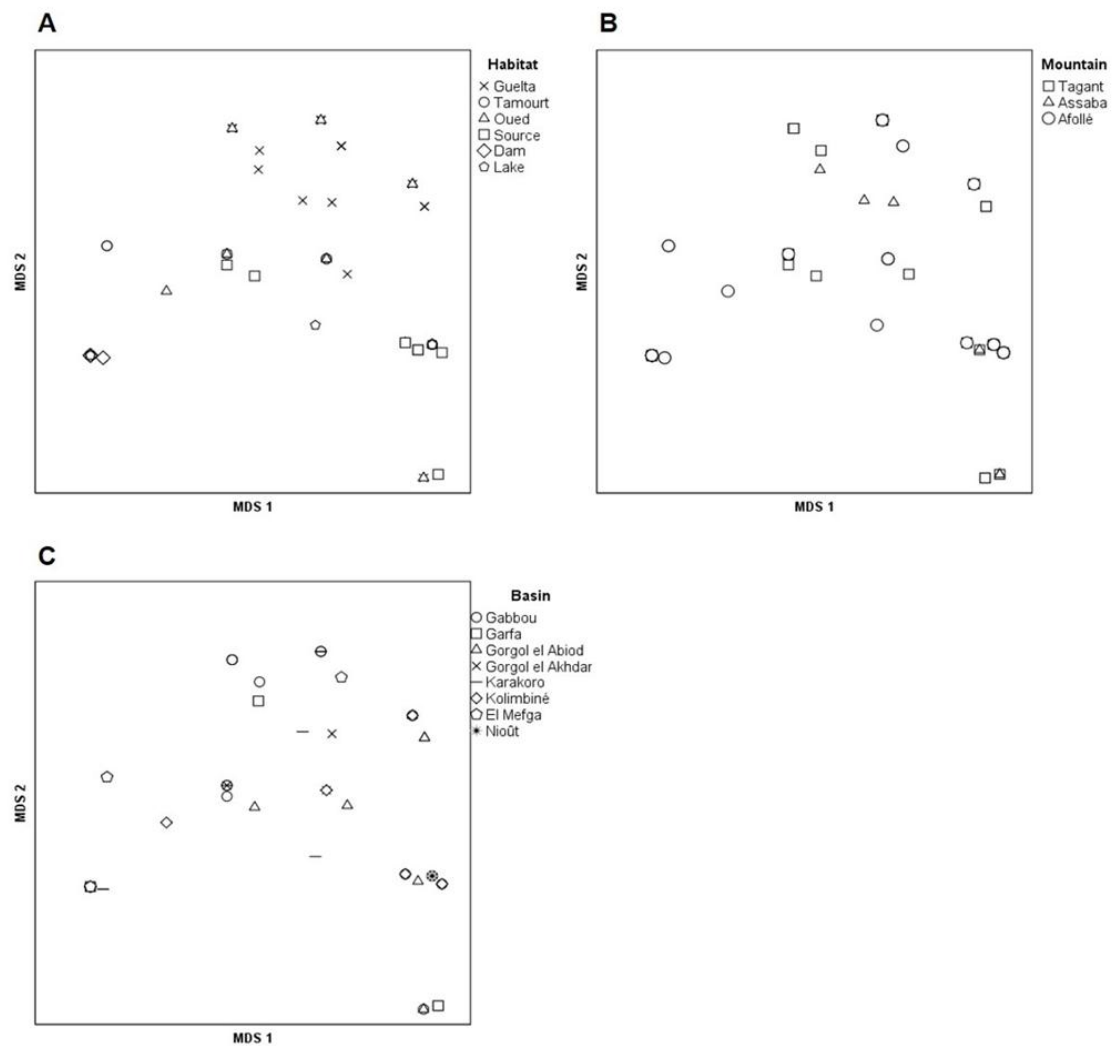 A
Habitat
Guelta
Tamourt
Oued
Source
Dam
Lake
MDS 2
MDS 1
B
Mountain
Tagant
Assaba
Afollé
MDS 2
MDS 1
C
Basin
Gabbou
Garfa
Gorgol el Abiod
Gorgol el Akhdar
Karakoro
Kolimbiné
El Mefga
Nioût
MDS 2
MDS 1